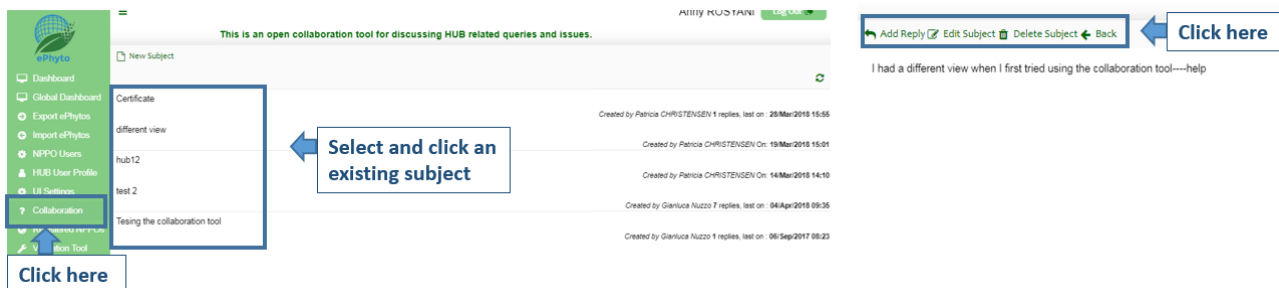 Anny ROSYANI Log Out
This is an open collaboration tool for discussing HUB related queries and issues.
ePhyto
New Subject
Dashboard
Global Dashboard
Export ePhytos
Import ePhytos
NPPO Users
HUB User Profile
UI Settings
? Collaboration
Click here
Certificate
Created by Patricia CHRISTENSEN 1 replies, last on : 28/Mar/2018 15:55
different view
Created by Patricia CHRISTENSEN On: 19/Mar/2018 15:01
hub12
Created by Patricia CHRISTENSEN On: 14/Mar/2018 14:10
test 2
Created by Gianluca Nuzzo 7 replies, last on : 04/Apr/2018 09:35
Tesing the collaboration tool
Created by Gianluca Nuzzo 1 replies, last on : 06/Sep/2017 08:23
Select and click an
existing subject
Add Reply Edit Subject Delete Subject Back
Click here
I had a different view when I first tried using the collaboration tool----help